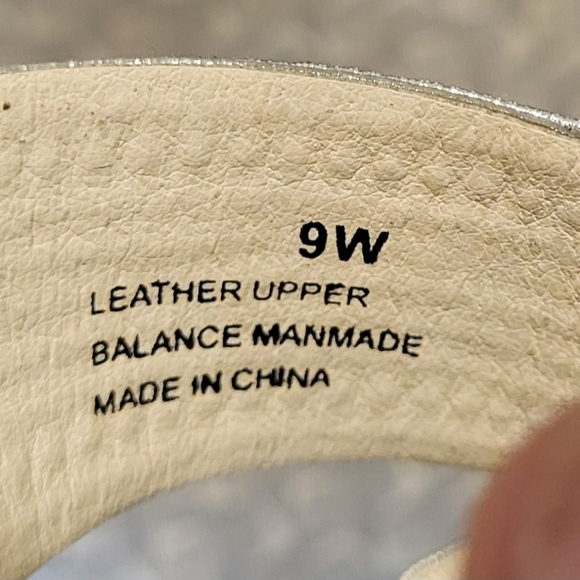 9W
LEATHER UPPER
BALANCE MANMADE
MADE IN CHINA